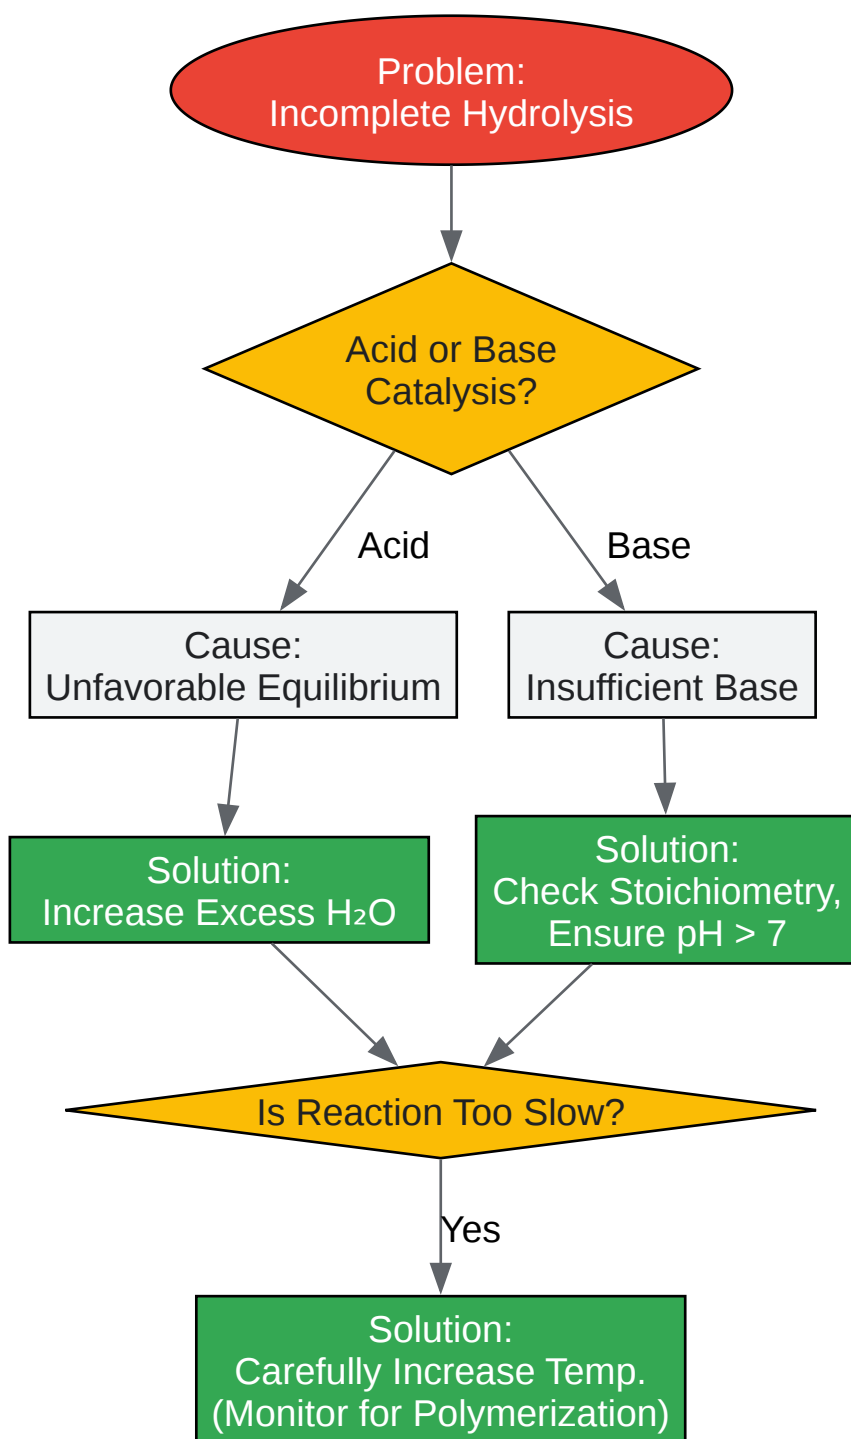 Problem:
Incomplete Hydrolysis
Acid or Base
Catalysis?
Acid
Base
Cause:
Unfavorable Equilibrium
Cause:
Insufficient Base
Solution:
Increase Excess H₂O
Solution:
Check Stoichiometry,
Ensure pH > 7
Is Reaction Too Slow?
Yes
Solution:
Carefully Increase Temp.
(Monitor for Polymerization)